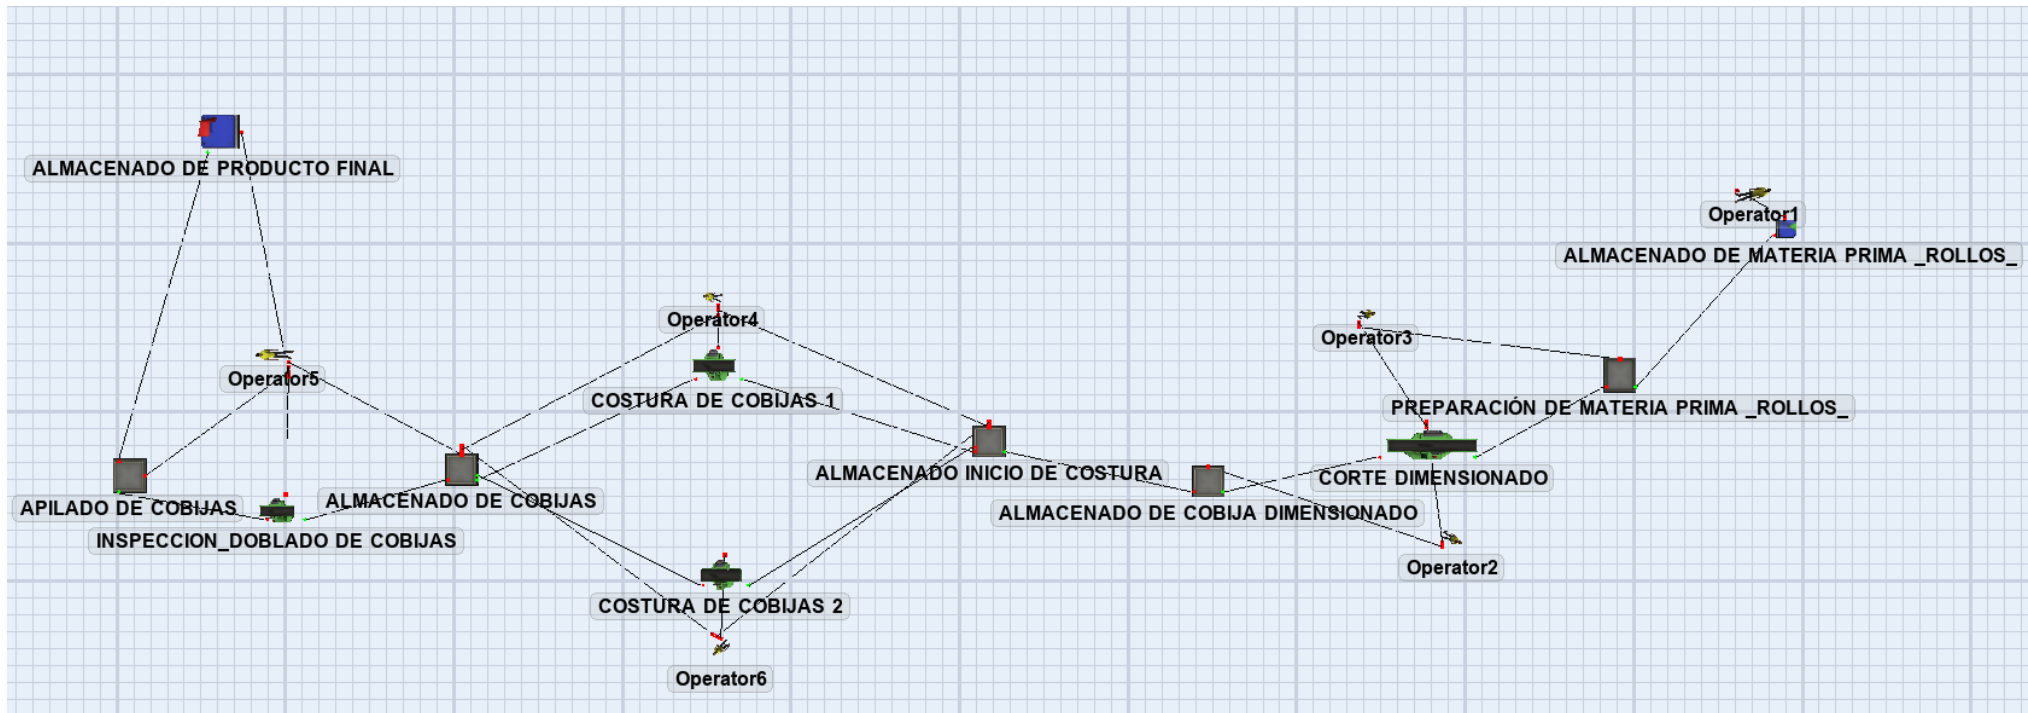 ALMACENADO DE PRODUCTO FINAL
Operator1
ALMACENADO DE MATERIA PRIMA _ROLLOS_
Operator4
Operator3
Operator5
COSTURA DE COBIJAS 1
PREPARACIÓN DE MATERIA PRIMA _ROLLOS_
ALMACENADO INICIO DE COSTURA
CORTE DIMENSIONADO
APILADO DE COBIJAS
ALMACENADO DE COBIJAS
ALMACENADO DE COBIJA DIMENSIONADO
INSPECCION_DOBLADO DE COBIJAS
Operator2
COSTURA DE COBIJAS 2
Operator6